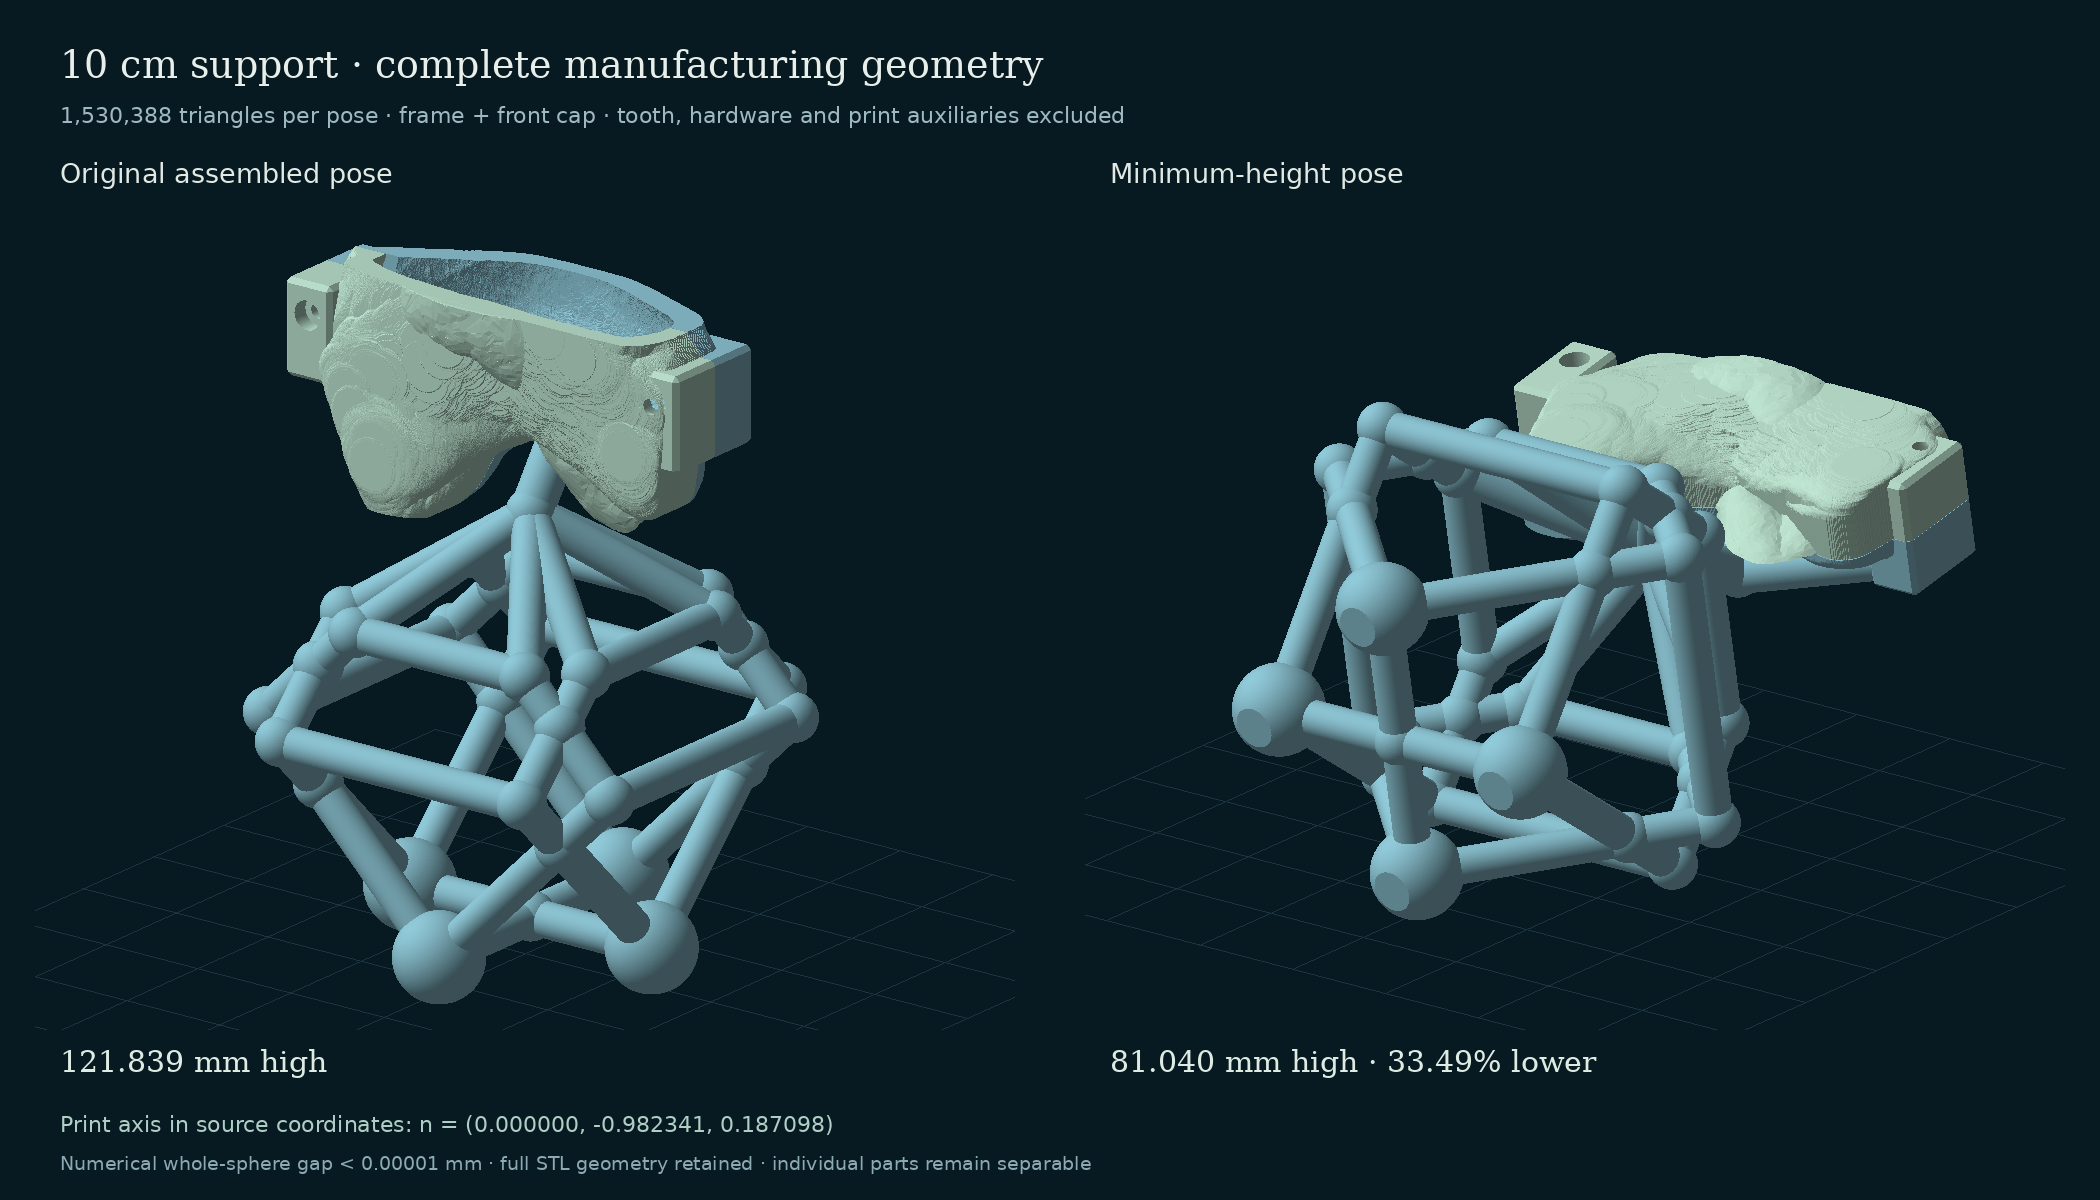 10 cm support · complete manufacturing geometry
1,530,388 triangles per pose · frame + front cap · tooth, hardware and print auxiliaries excluded
Original assembled pose
Minimum-height pose
121.839 mm high
81.040 mm high · 33.49% lower
Print axis in source coordinates: n = (0.000000, -0.982341, 0.187098)
Numerical whole-sphere gap < 0.00001 mm · full STL geometry retained · individual parts remain separable